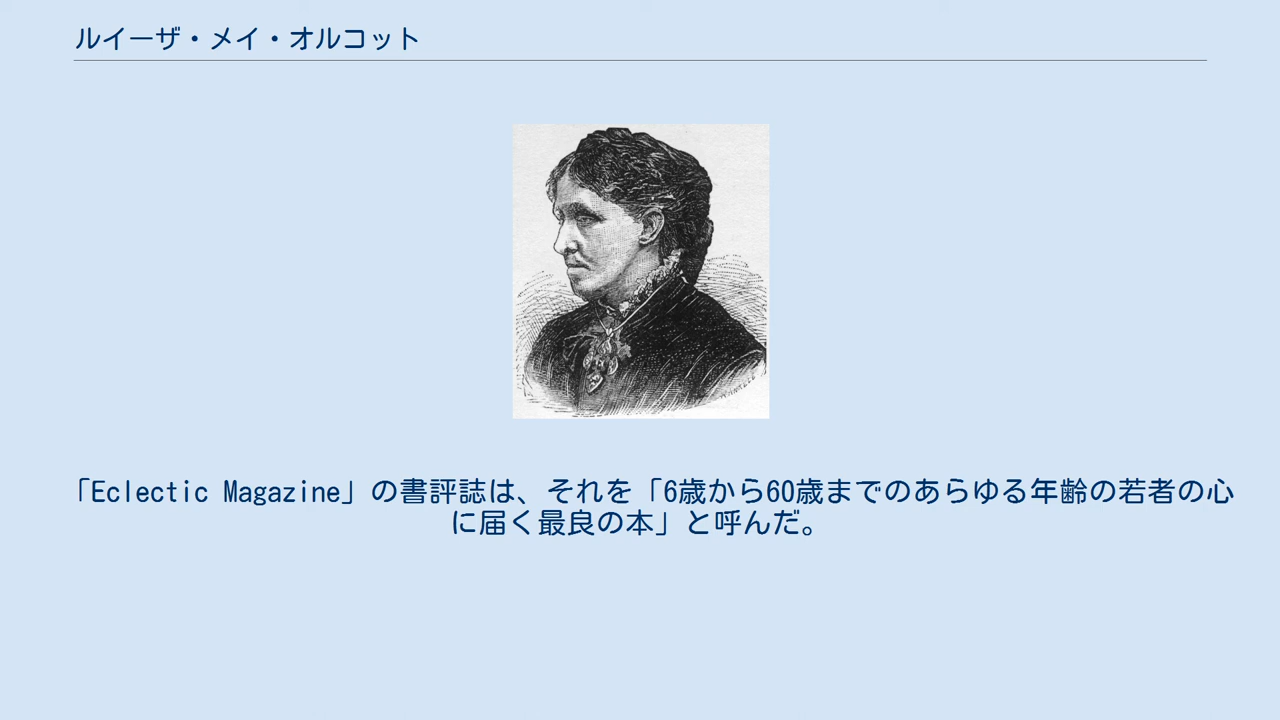 ルイーザ・メイ・オルコット
「Eclectic Magazine」の書評誌は、それを「6歳から60歳までのあらゆる年齢の若者の心
に届く最良の本」と呼んだ。